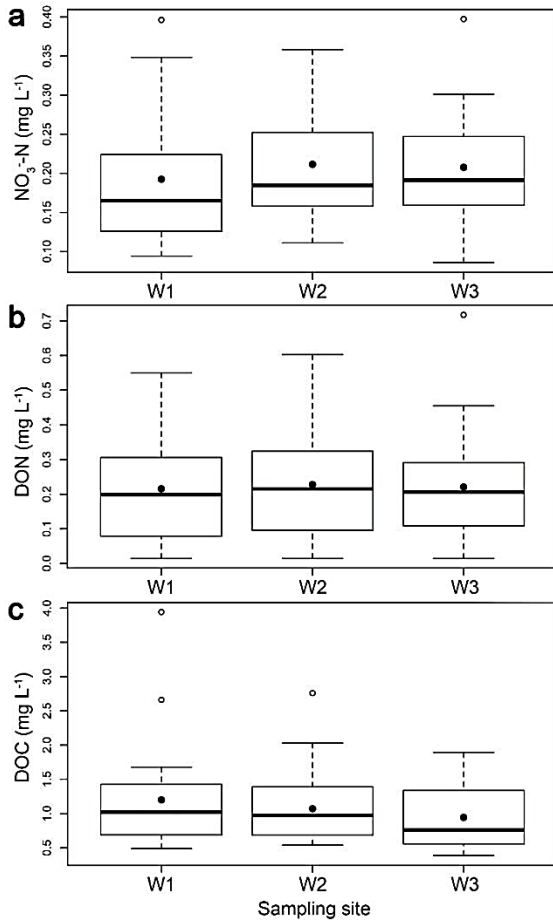 a
NO₃⁻-N (mg L⁻¹)
0.40
0.35
0.30
0.25
0.20
0.15
0.10
W1 W2 W3
b
DON (mg L⁻¹)
0.7
0.6
0.5
0.4
0.3
0.2
0.1
0.0
W1 W2 W3
c
DOC (mg L⁻¹)
4.0
3.5
3.0
2.5
2.0
1.5
1.0
0.5
W1 W2 W3
Sampling site